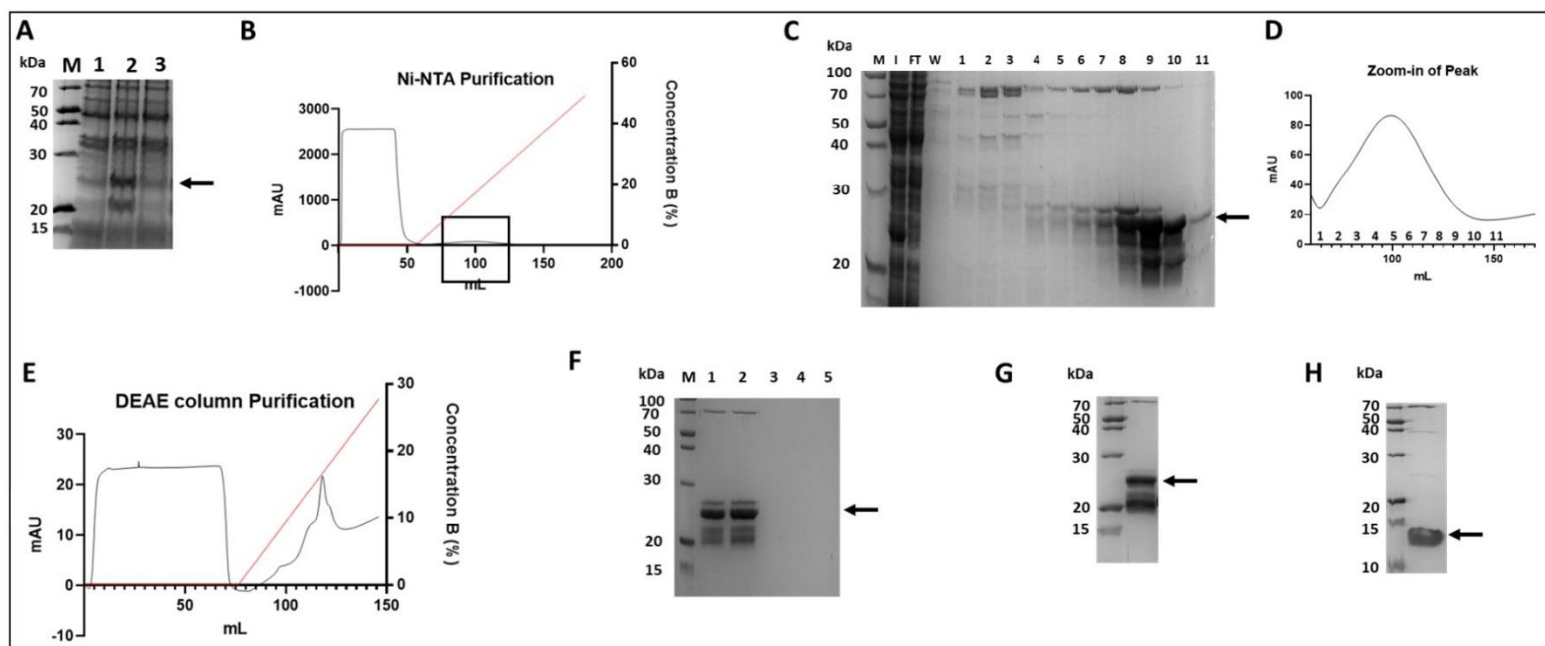 A
kDa M 1 2 3
70
50
40
30
20
15
B
Ni-NTA Purification
3000
2000
1000
0
-1000
mAU
50 100 150 200
mL
60
40
20
0
Concentration B (%)
C
kDa M I FT W 1 2 3 4 5 6 7 8 9 10 11
100
70
50
40
30
20
D
Zoom-in of Peak
100
80
60
40
20
0
mAU
1 2 3 4 5 6 7 8 9 10 11
100 150
mL
E
DEAE column Purification
30
20
10
0
-10
mAU
50 100 150
mL
30
20
10
0
Concentration B (%)
F
kDa M 1 2 3 4 5
100
70
50
40
30
20
15
G
kDa
70
50
40
30
20
15
H
kDa
70
50
40
30
20
15
10